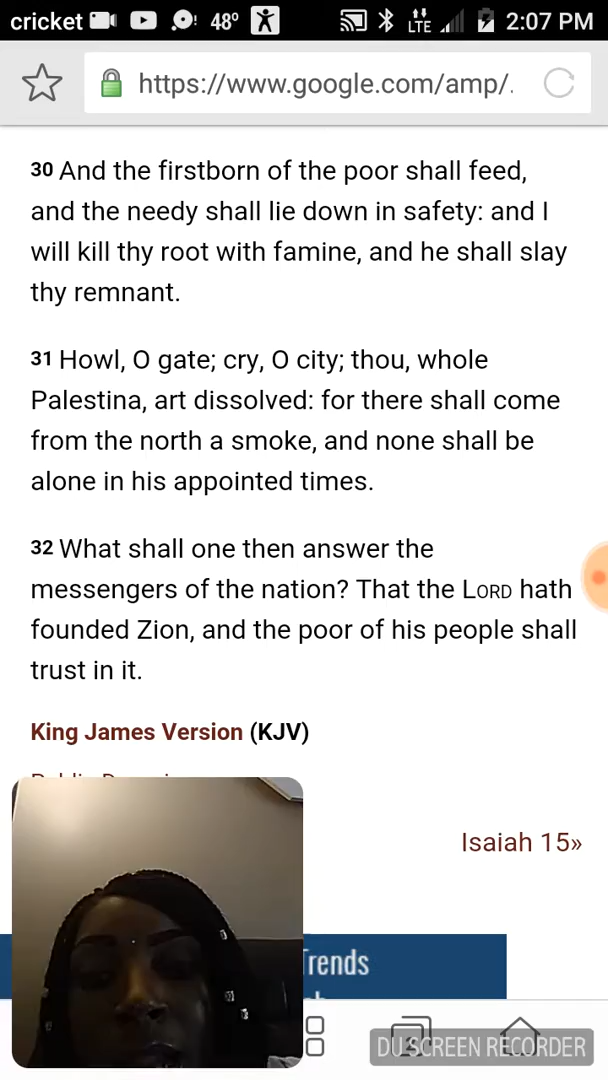 cricket 48° LTE 2:07 PM
https://www.google.com/amp/.
30 And the firstborn of the poor shall feed,
and the needy shall lie down in safety: and I
will kill thy root with famine, and he shall slay
thy remnant.
31 Howl, O gate; cry, O city; thou, whole
Palestina, art dissolved: for there shall come
from the north a smoke, and none shall be
alone in his appointed times.
32 What shall one then answer the
messengers of the nation? That the LORD hath
founded Zion, and the poor of his people shall
trust in it.
King James Version (KJV)
Isaiah 15»
Trends
DU SCREEN RECORDER